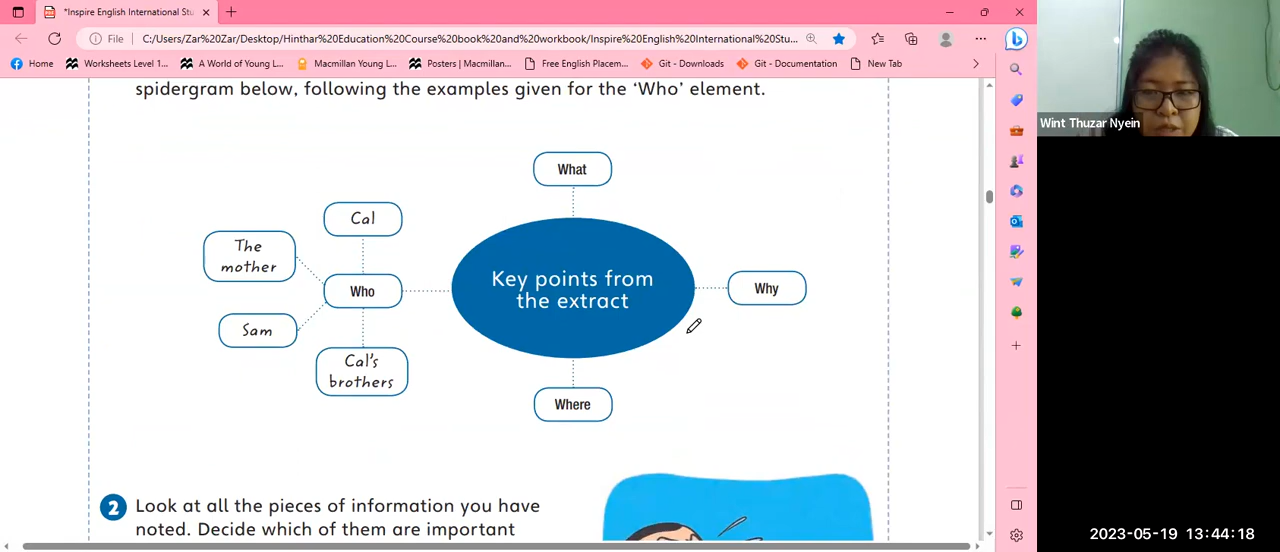 *Inspire English International Stu
File
C:/Users/Zar%20Zar/Desktop/Hinthar%20Education%20Course%20book%20and%20workbook/Inspire%20English%20International%20Stu...
Home
Worksheets Level 1...
A World of Young L...
Macmillan Young L...
Posters | Macmillan...
Free English Placem...
Git - Downloads
Git - Documentation
New Tab
Wint Thuzar Nyein
spidergram below, following the examples given for the ‘Who’ element.
What
Cal
The
mother
Who
Key points from
the extract
Why
Sam
Cal's
brothers
Where
2 Look at all the pieces of information you have
noted. Decide which of them are important
2023-05-19 13:44:18